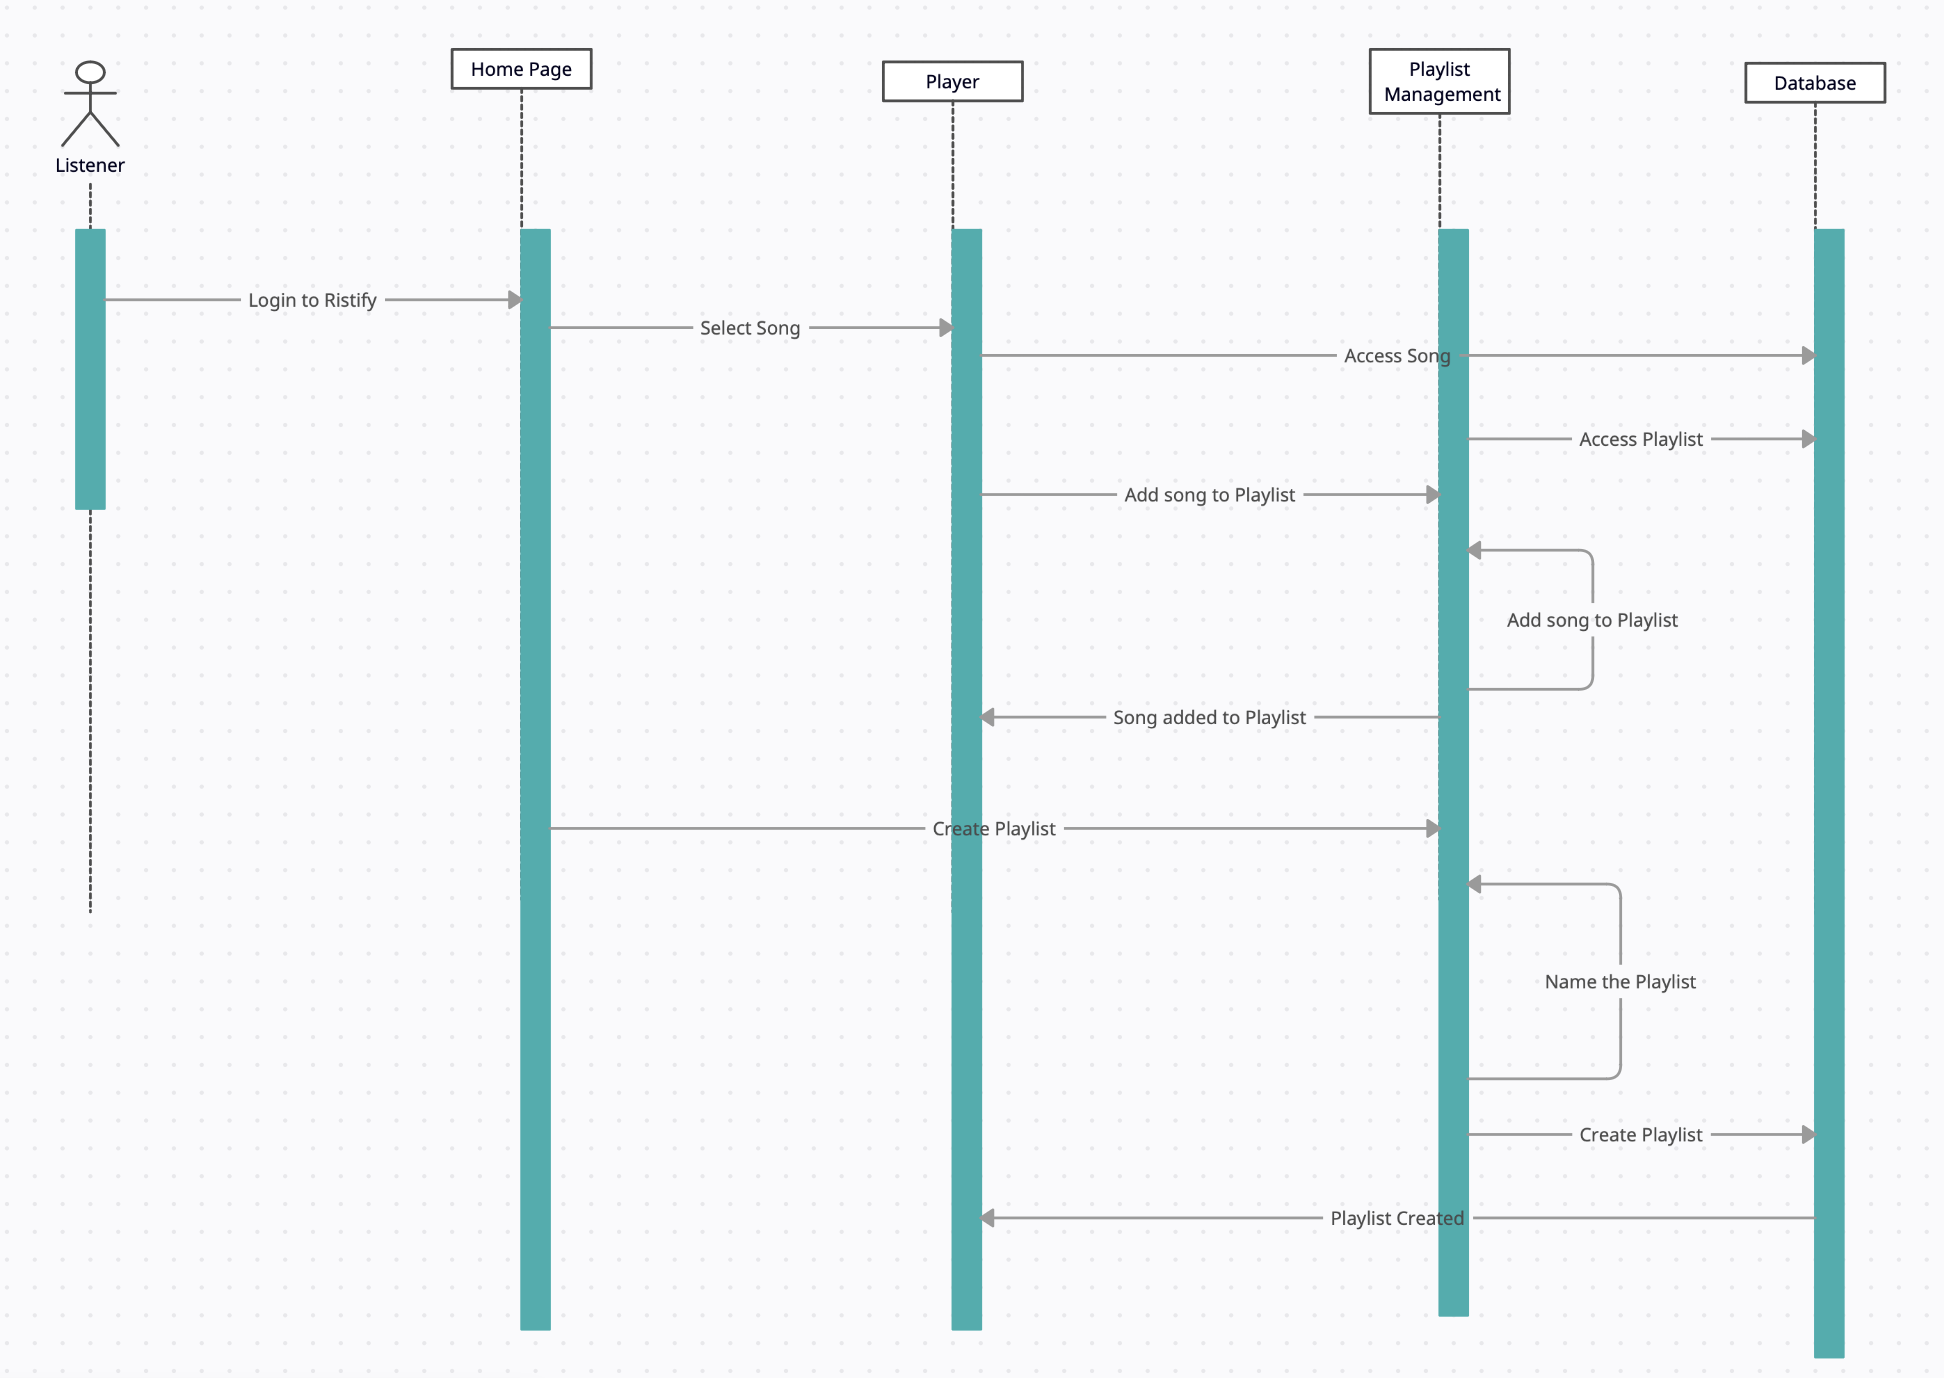 Home Page
Player
Playlist
Management
Database
Listener
Login to Ristify
Select Song
Access Song
Access Playlist
Add song to Playlist
Add song to Playlist
Song added to Playlist
Create Playlist
Name the Playlist
Create Playlist
Playlist Created